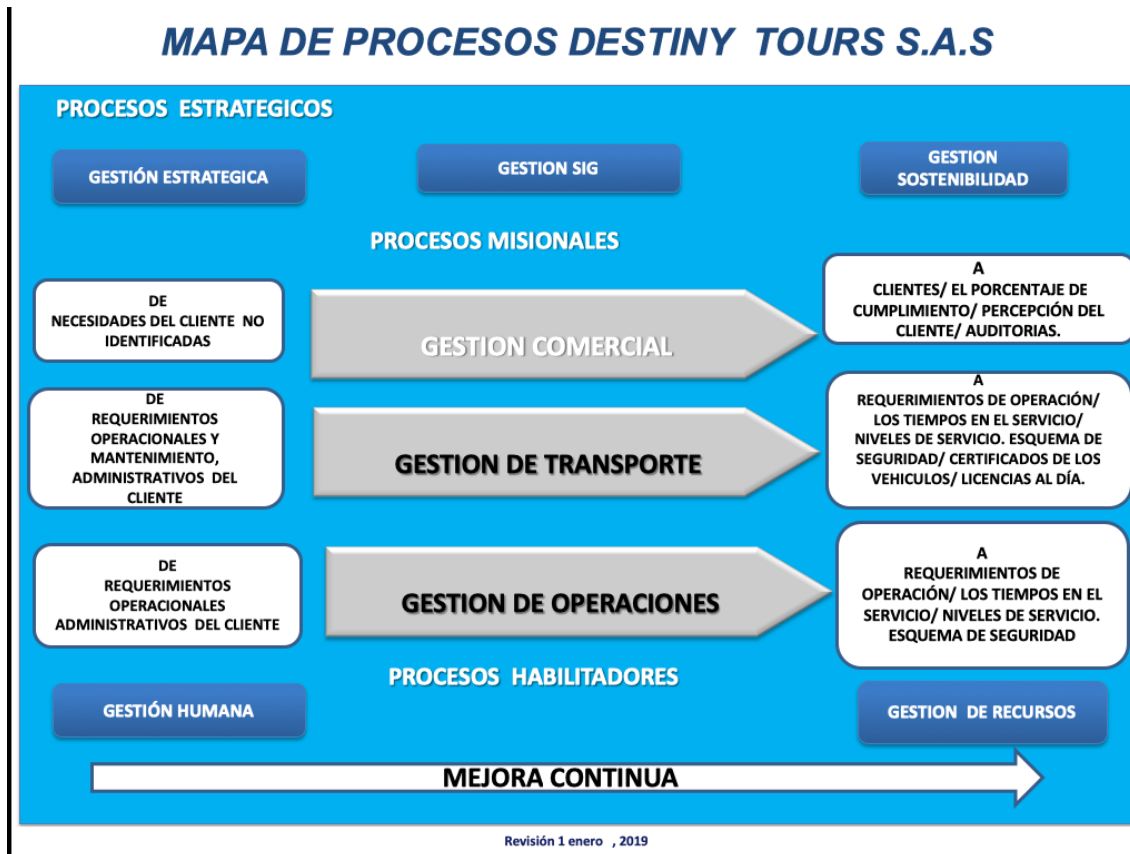 MAPA DE PROCESOS DESTINY TOURS S.A.S
PROCESOS ESTRATEGICOS
GESTIÓN ESTRATEGICA
GESTION SIG
GESTION
SOSTENIBILIDAD
PROCESOS MISIONALES
DE
NECESIDADES DEL CLIENTE NO
IDENTIFICADAS
GESTION COMERCIAL
A
CLIENTES/ EL PORCENTAJE DE
CUMPLIMIENTO/ PERCEPCIÓN DEL
CLIENTE/ AUDITORIAS.
DE
REQUERIMIENTOS
OPERACIONALES Y
MANTENIMIENTO,
ADMINISTRATIVOS DEL
CLIENTE
GESTION DE TRANSPORTE
A
REQUERIMIENTOS DE OPERACIÓN/
LOS TIEMPOS EN EL SERVICIO/
NIVELES DE SERVICIO. ESQUEMA DE
SEGURIDAD/ CERTIFICADOS DE LOS
VEHICULOS/ LICENCIAS AL DÍA.
DE
REQUERIMIENTOS
OPERACIONALES
ADMINISTRATIVOS DEL CLIENTE
GESTION DE OPERACIONES
A
REQUERIMIENTOS DE
OPERACIÓN/ LOS TIEMPOS EN EL
SERVICIO/ NIVELES DE SERVICIO.
ESQUEMA DE SEGURIDAD
PROCESOS HABILITADORES
GESTIÓN HUMANA
GESTION DE RECURSOS
MEJORA CONTINUA
Revisión 1 enero , 2019